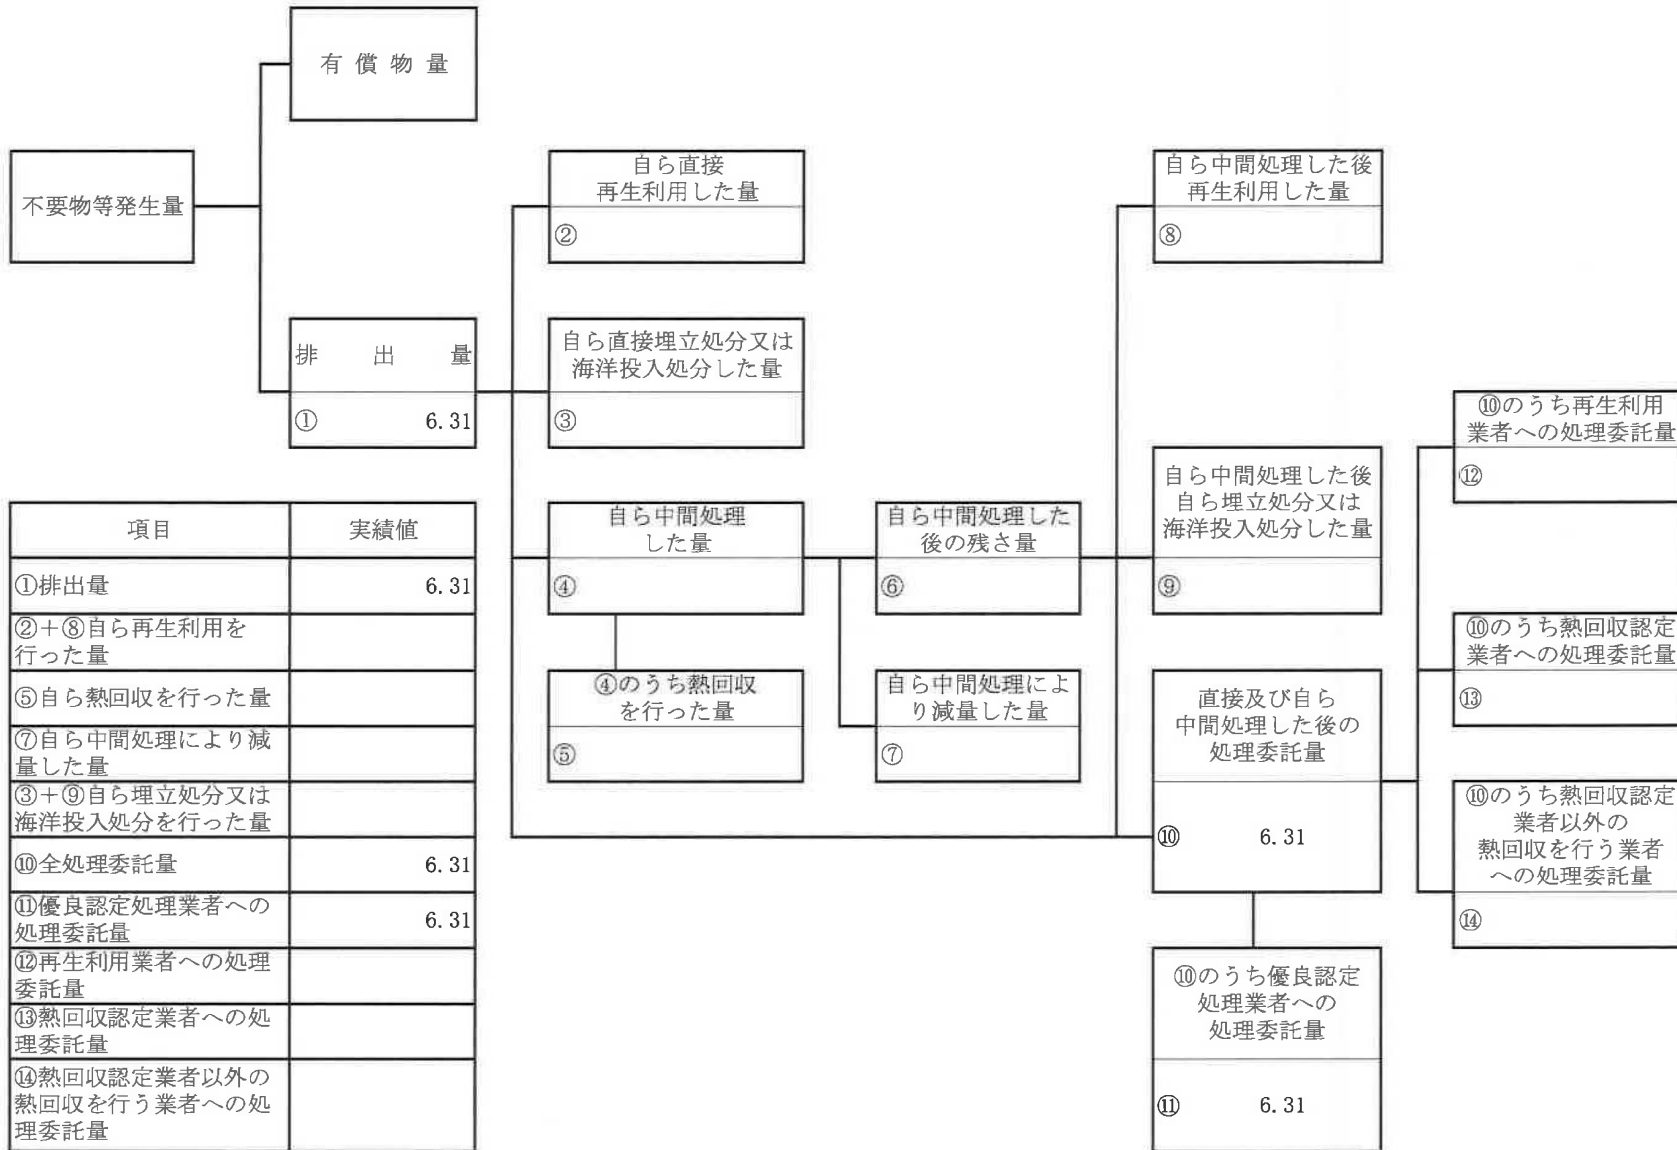 有償物量
不要物等発生量
排出量
① 6.31
自ら直接
再生利用した量
②
自ら直接埋立処分又は
海洋投入処分した量
③
自ら中間処理
した量
④
④のうち熱回収
を行った量
⑤
自ら中間処理した
後の残さ量
⑥
自ら中間処理によ
り減量した量
⑦
自ら中間処理した後
再生利用した量
⑧
自ら中間処理した後
自ら埋立処分又は
海洋投入処分した量
⑨
直接及び自ら
中間処理した後の
処理委託量
⑩ 6.31
⑩のうち優良認定
処理業者への
処理委託量
⑪ 6.31
⑩のうち再生利用
業者への処理委託量
⑫
⑩のうち熱回収認定
業者への処理委託量
⑬
⑩のうち熱回収認定
業者以外の
熱回収を行う業者
への処理委託量
⑭
項目 実績値
①排出量 6.31
②+⑧自ら再生利用を
行った量
⑤自ら熱回収を行った量
⑦自ら中間処理により減
量した量
③+⑨自ら埋立処分又は
海洋投入処分を行った量
⑩全処理委託量 6.31
⑪優良認定処理業者への
処理委託量 6.31
⑫再生利用業者への処理
委託量
⑬熱回収認定業者への処
理委託量
⑭熱回収認定業者以外の
熱回収を行う業者への処
理委託量